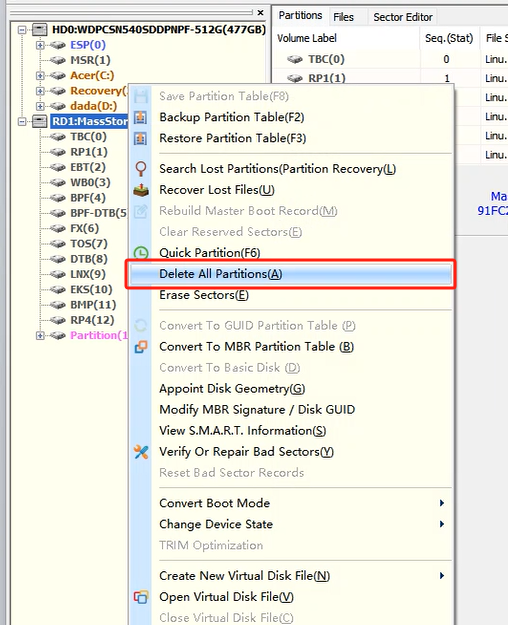 HD0:WDPCSN540SDDPNPF-512G(477GB)
ESP(0)
MSR(1)
Acer(C:)
Recovery(
dada(D:)
RD1:MassStor
TBC(0)
RP1(1)
EBT(2)
WB0(3)
BPF(4)
BPF-DTB(5
FX(6)
TOS(7)
DTB(8)
LNX(9)
EKS(10)
BMP(11)
RP4(12)
Partition(1
Partitions Files Sector Editor
Volume Label Seq.(Stat) File S
TBC(0) 0 Linu..
RP1(1) 1 Linu..
Linu..
Linu..
Linu..
Linu..
Ma
91FC2
Save Partition Table(F8)
Backup Partition Table(F2)
Restore Partition Table(F3)
Search Lost Partitions(Partition Recovery(L)
Recover Lost Files(U)
Rebuild Master Boot Record(M)
Clear Reserved Sectors(E)
Quick Partition(F6)
Delete All Partitions(A)
Erase Sectors(E)
Convert To GUID Partition Table (P)
Convert To MBR Partition Table (B)
Convert To Basic Disk (D)
Appoint Disk Geometry(G)
Modify MBR Signature / Disk GUID
View S.M.A.R.T. Information(S)
Verify Or Repair Bad Sectors(Y)
Reset Bad Sector Records
Convert Boot Mode
Change Device State
TRIM Optimization
Create New Virtual Disk File(N)
Open Virtual Disk File(V)
Close Virtual Disk File(C)